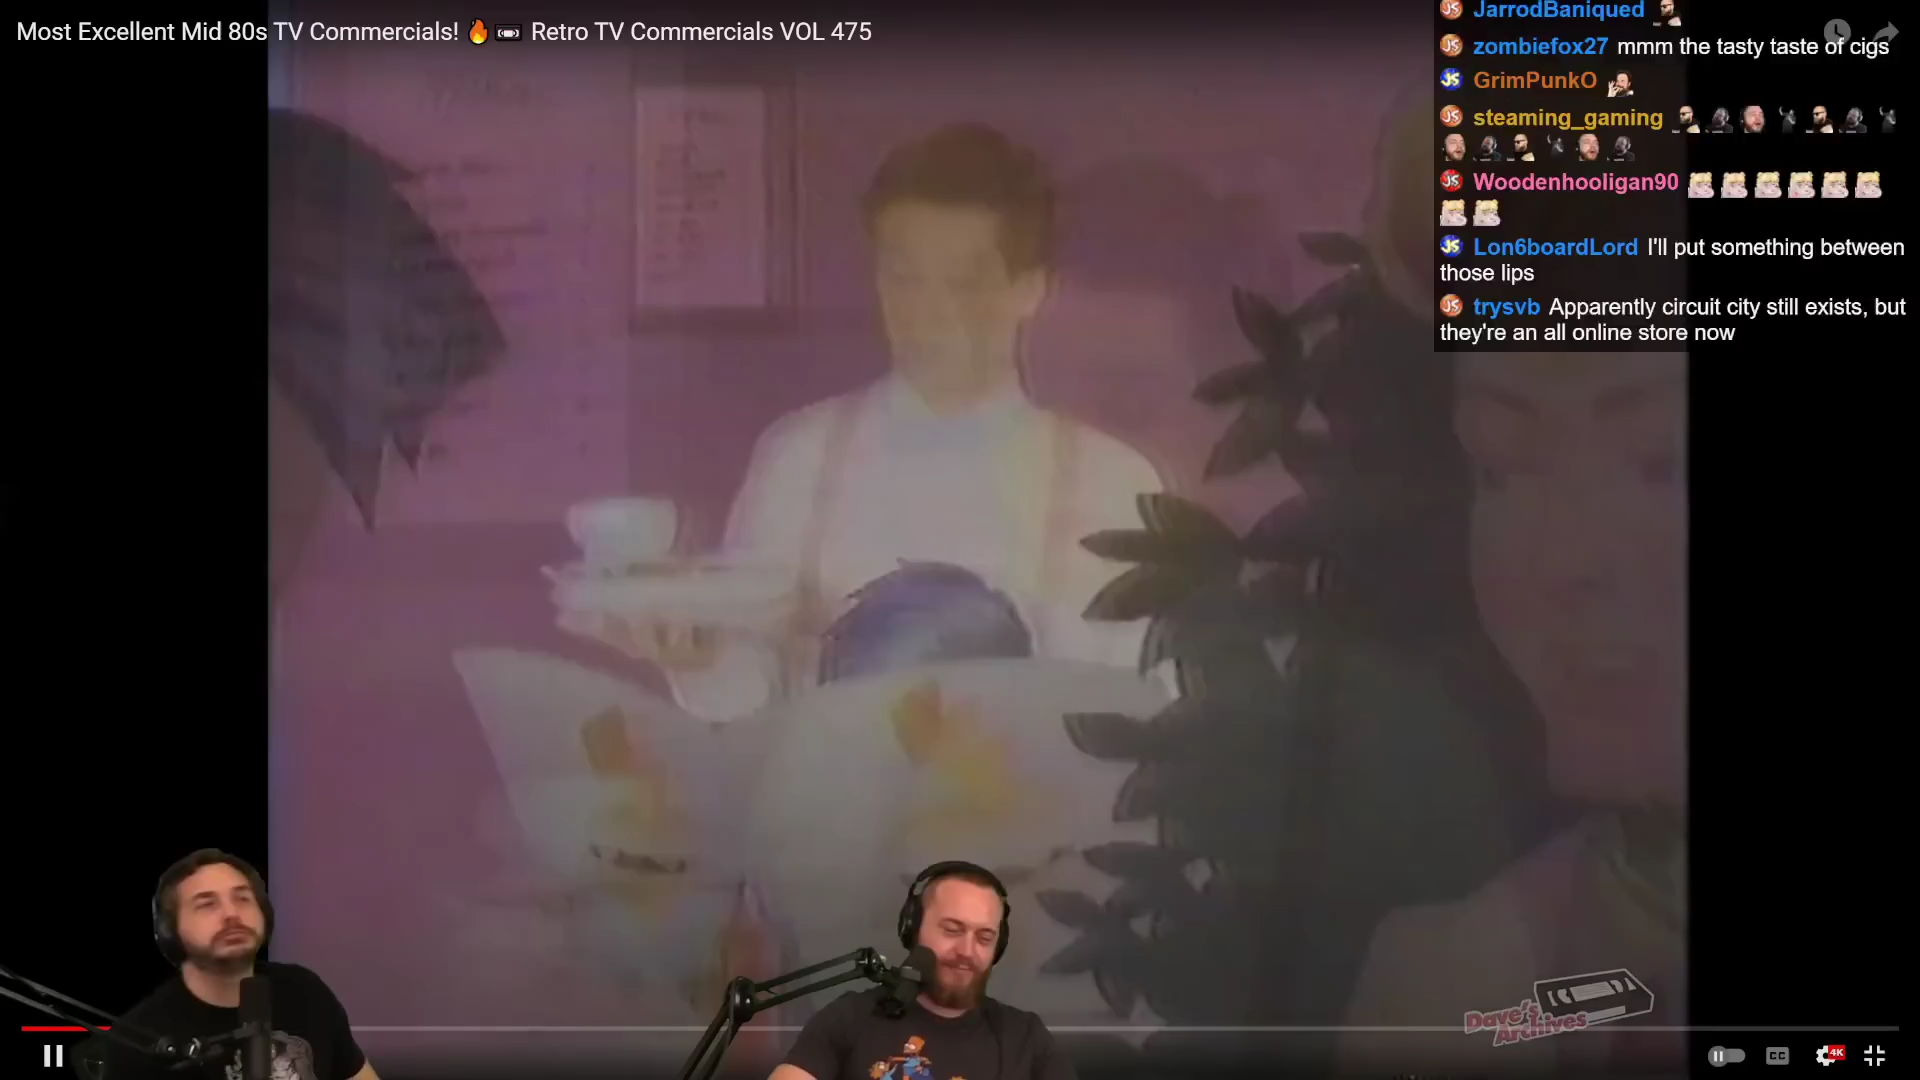 Most Excellent Mid 80s TV Commercials! 🔥📼 Retro TV Commercials VOL 475
JarrodBaniqued
zombiefox27 mmm the tasty taste of cigs
GrimPunkO
steaming_gaming
Woodenhooligan90
Lon6boardLord I'll put something between
those lips
trysvb Apparently circuit city still exists, but
they're an all online store now
Dave's
Archives
CC
4K